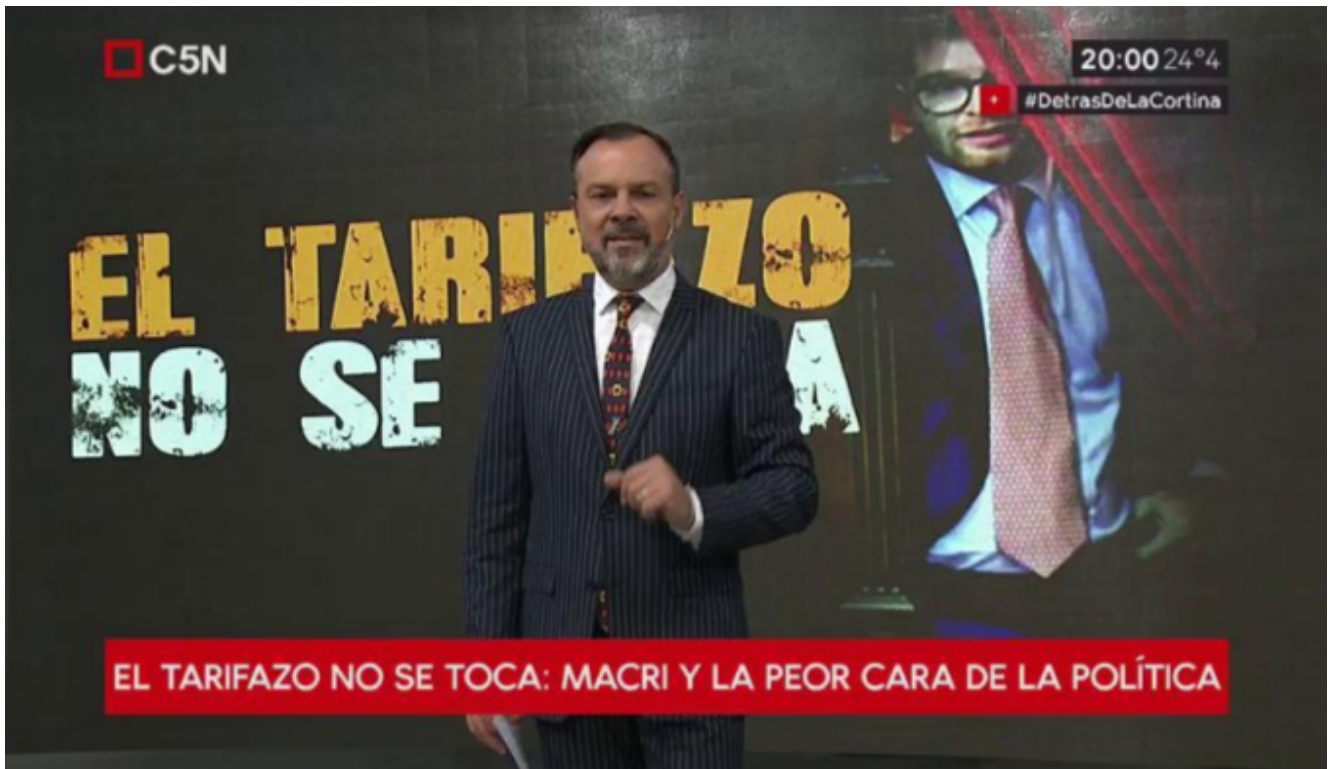 C5N
20:00 24°4
#DetrasDeLaCortina
EL TARIF ZO
NO SE A
EL TARIFAZO NO SE TOCA: MACRI Y LA PEOR CARA DE LA POLÍTICA